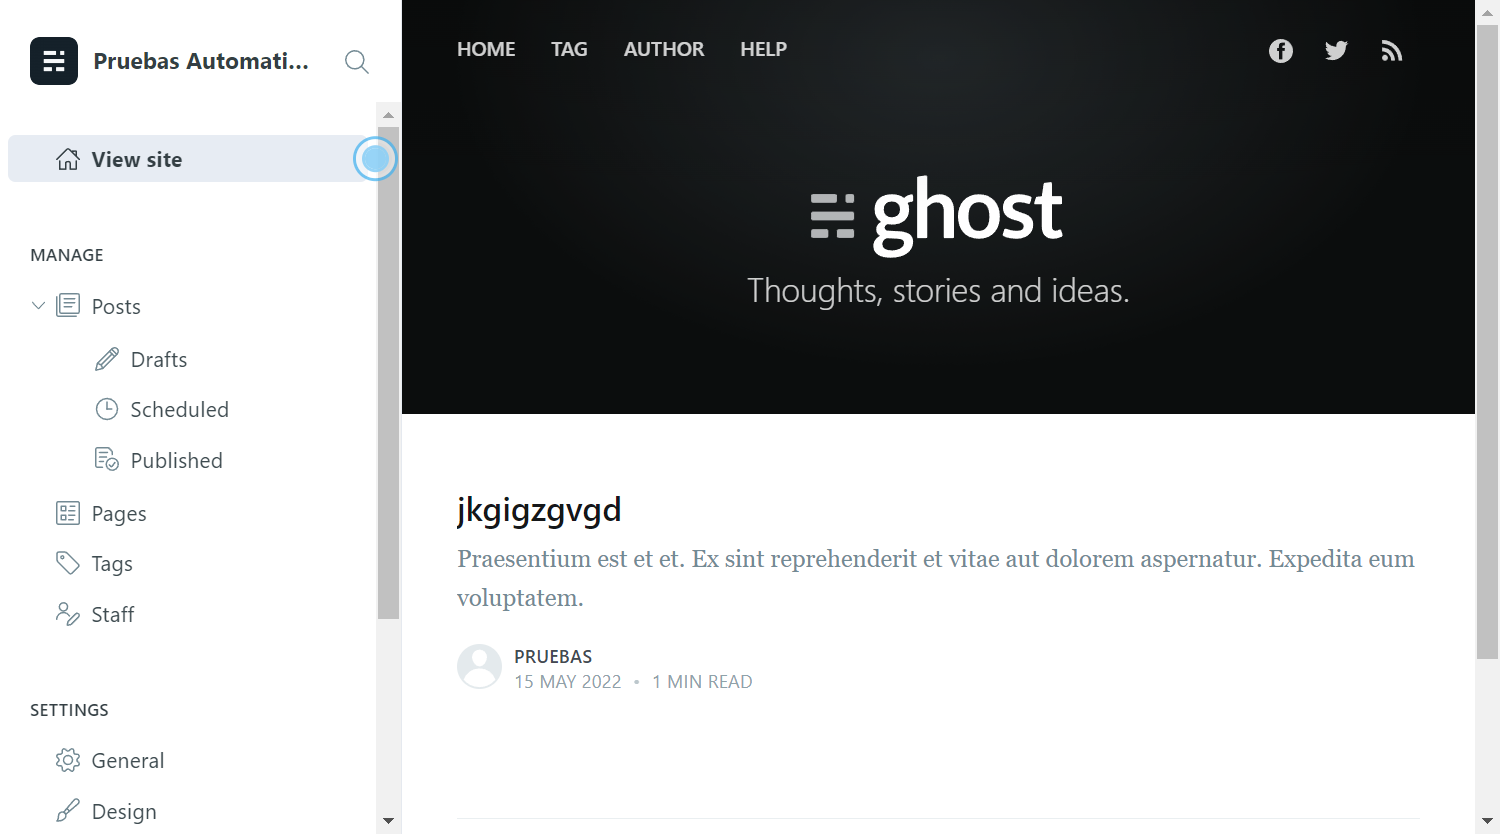 Pruebas Automati...
View site
MANAGE
Posts
Drafts
Scheduled
Published
Pages
Tags
Staff
SETTINGS
General
Design
HOME TAG AUTHOR HELP
ghost
Thoughts, stories and ideas.
jkgigzgvgd
Praesentium est et et. Ex sint reprehenderit et vitae aut dolorem aspernatur. Expedita eum
voluptatem.
PRUEBAS
15 MAY 2022 • 1 MIN READ